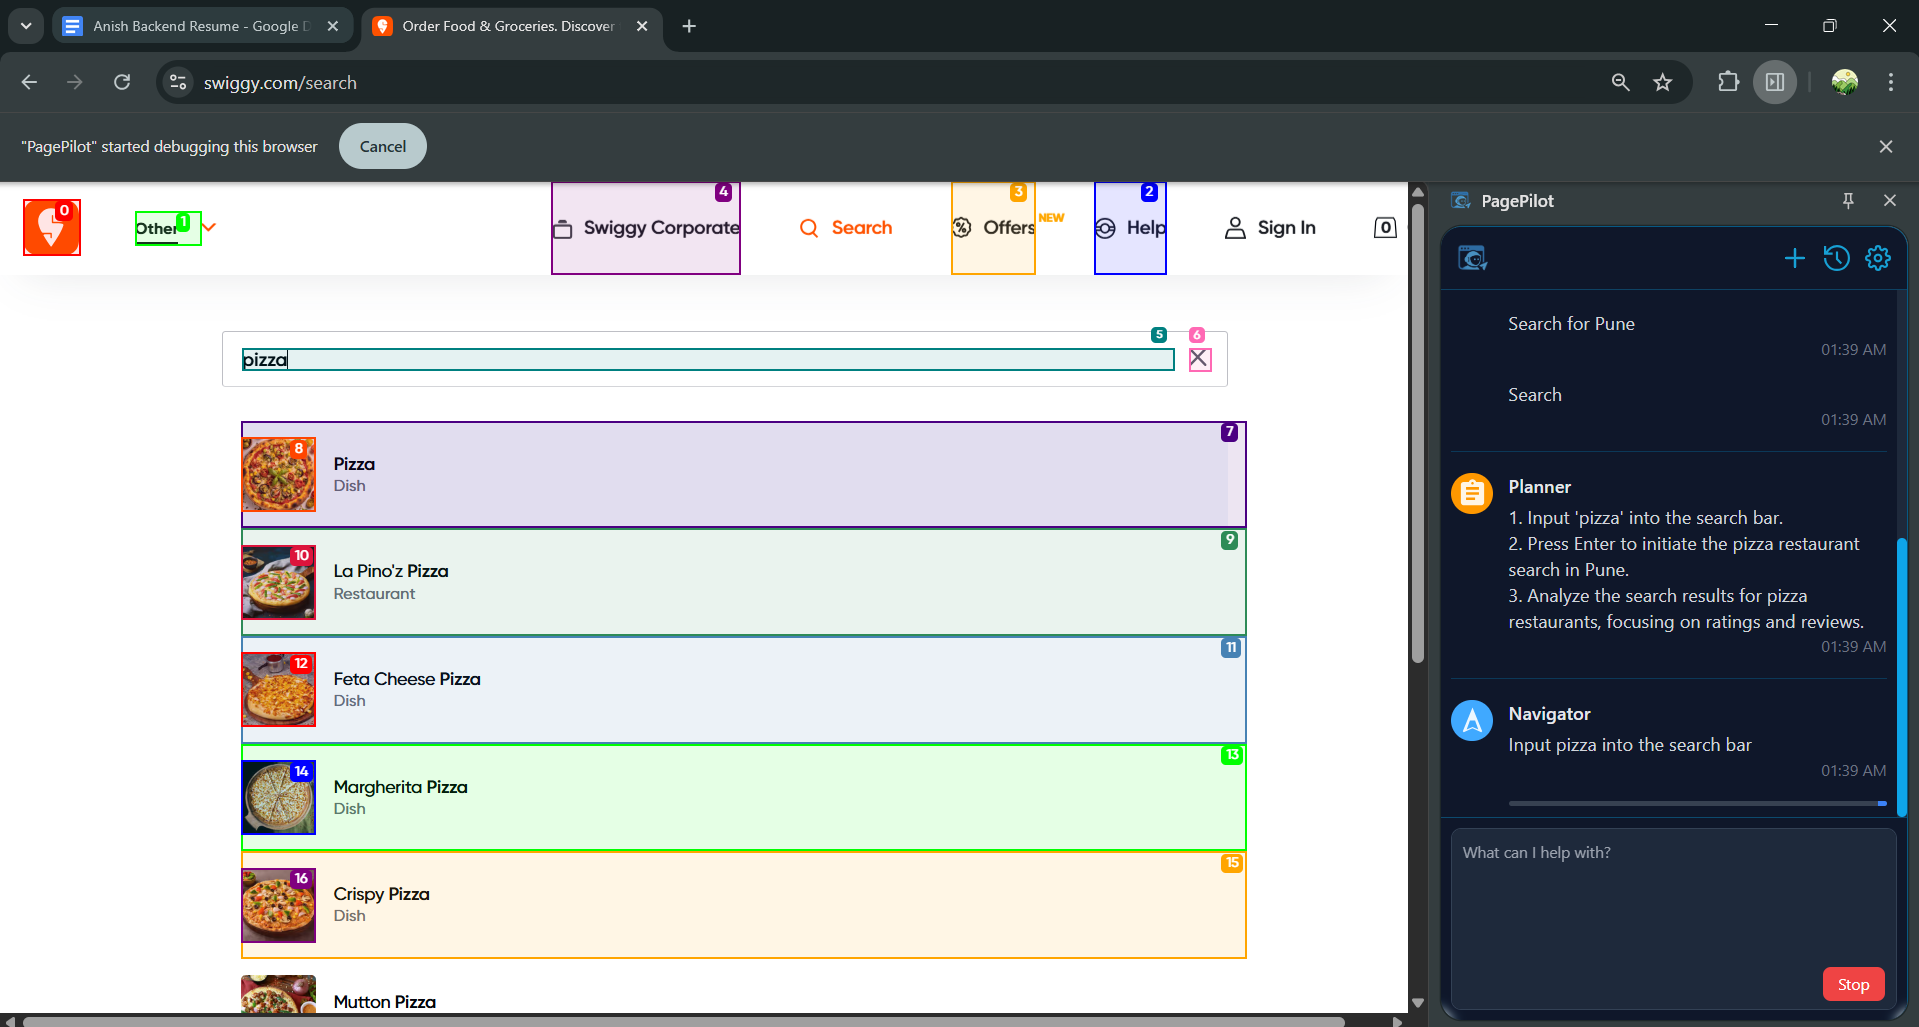 Anish Backend Resume - Google D
Order Food & Groceries. Discover
swiggy.com/search
"PagePilot" started debugging this browser
Cancel
0
Other
1
4
Swiggy Corporate
Search
3
Offers
NEW
2
Help
Sign In
0
5
6
pizza
7
8
Pizza
Dish
9
10
La Pino'z Pizza
Restaurant
11
12
Feta Cheese Pizza
Dish
13
14
Margherita Pizza
Dish
15
16
Crispy Pizza
Dish
Mutton Pizza
PagePilot
Search for Pune
01:39 AM
Search
01:39 AM
Planner
1. Input 'pizza' into the search bar.
2. Press Enter to initiate the pizza restaurant
search in Pune.
3. Analyze the search results for pizza
restaurants, focusing on ratings and reviews.
01:39 AM
Navigator
Input pizza into the search bar
01:39 AM
What can I help with?
Stop